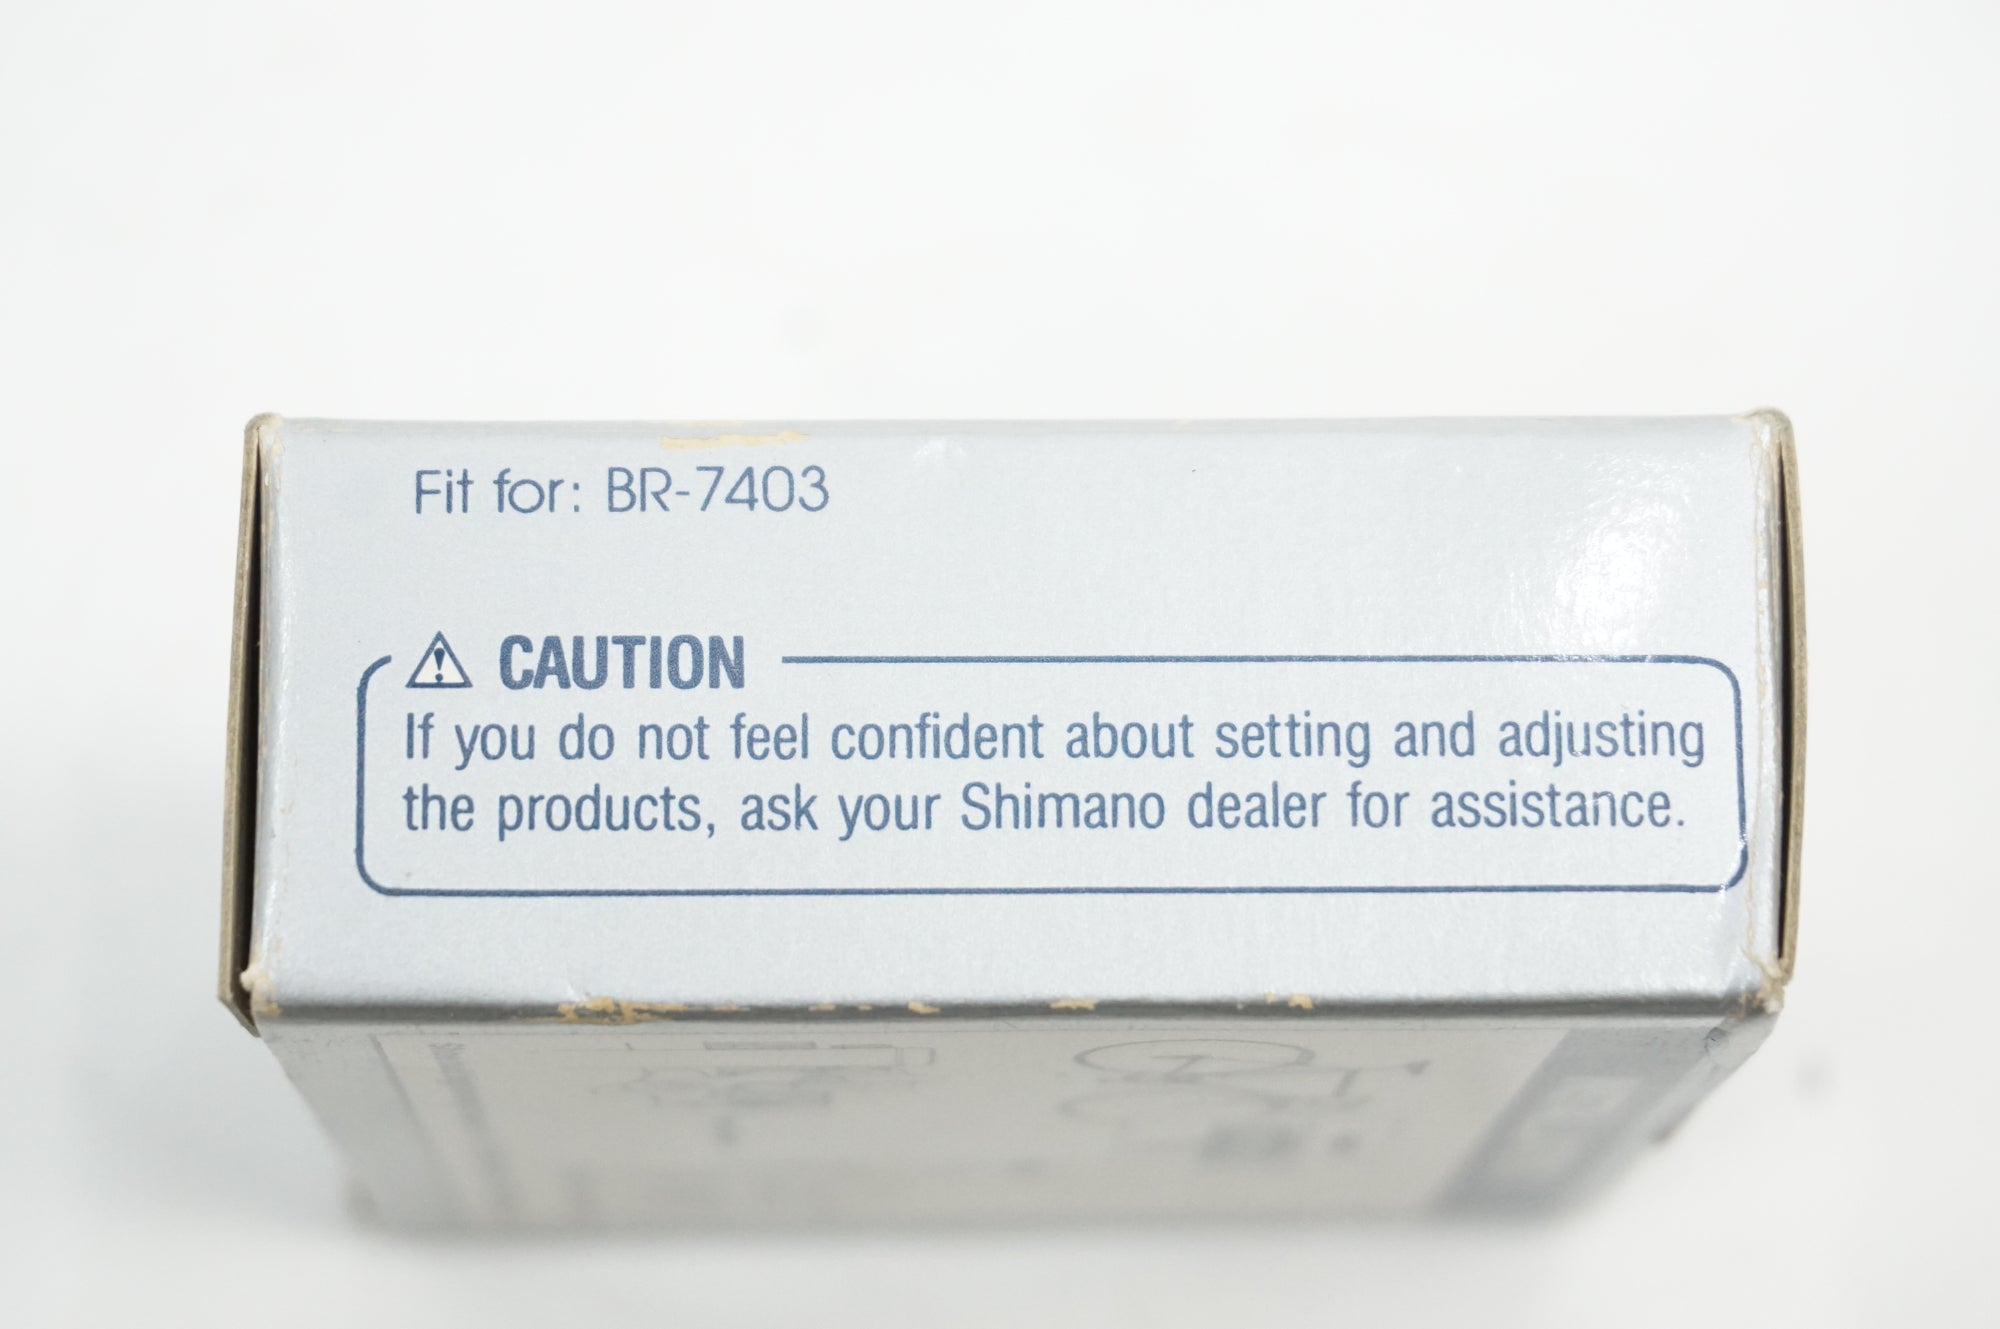 Fit for: BR-7403
CAUTION
If you do not feel confident about setting and adjusting
the products, ask your Shimano dealer for assistance.